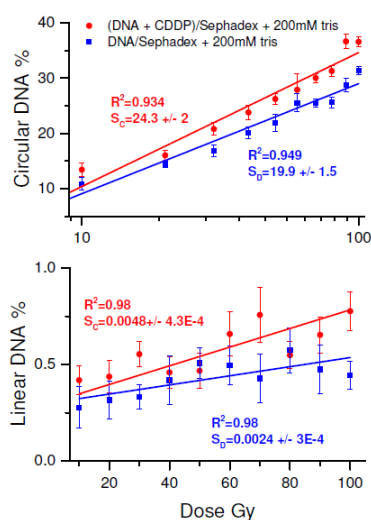 (DNA + CDDP)/Sephadex + 200mM tris
DNA/Sephadex + 200mM tris
Circular DNA %
40
30
20
10
R²=0.934
S_C=24.3 +/- 2
R²=0.949
S_D=19.9 +/- 1.5
10
100
Linear DNA %
1.0
0.5
0.0
R²=0.98
S_C=0.0048+/- 4.3E-4
R²=0.98
S_D=0.0024 +/- 3E-4
20 40 60 80 100
Dose Gy